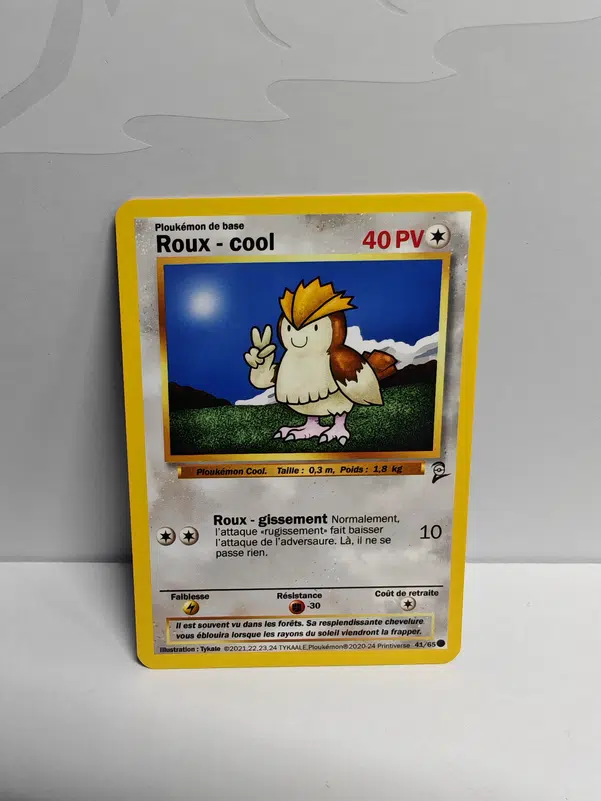 Ploukémon de base
Roux - cool 40 PV
Ploukémon Cool. Taille : 0,3 m, Poids : 1,8 kg
Roux - gissement Normalement,
l'attaque «rugissement» fait baisser
l'attaque de l'adversaure. Là, il ne se
passe rien.
10
Faiblesse Résistance Coût de retraite
-30
Il est souvent vu dans les forêts. Sa resplendissante chevelure
vous éblouira lorsque les rayons du soleil viendront la frapper.
Illustration : Tykale ©2021,22,23,24 TYKAALE,Ploukémon®2020-24 Printiverse 41/65